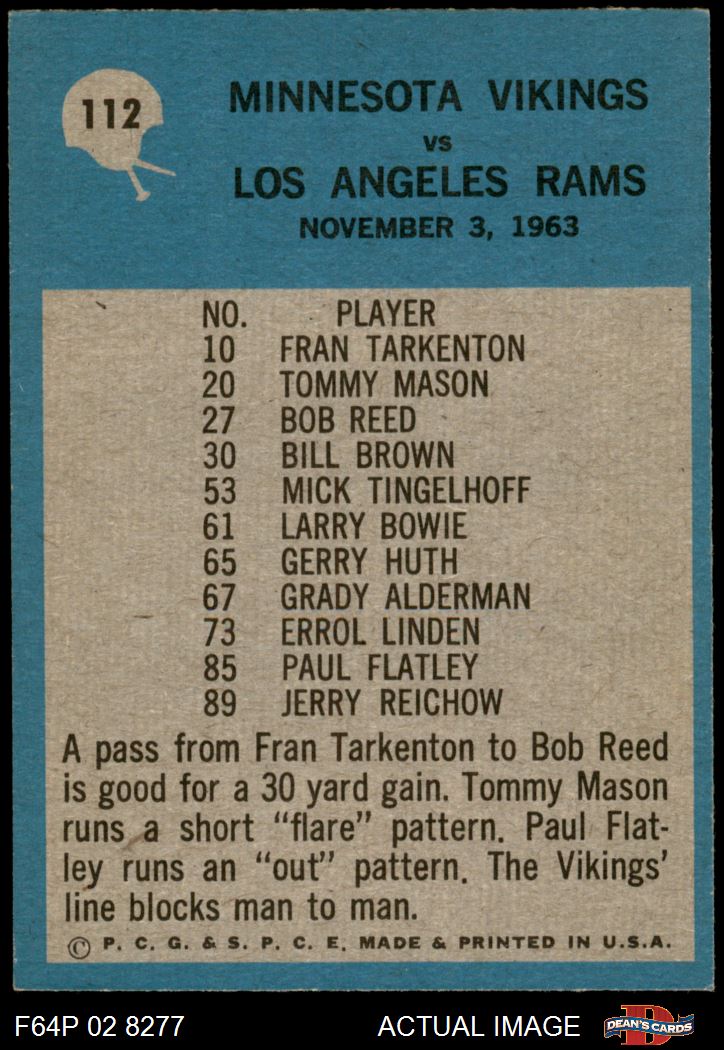 112
MINNESOTA VIKINGS
VS
LOS ANGELES RAMS
NOVEMBER 3, 1963
NO. PLAYER
10 FRAN TARKENTON
20 TOMMY MASON
27 BOB REED
30 BILL BROWN
53 MICK TINGELHOFF
61 LARRY BOWIE
65 GERRY HUTH
67 GRADY ALDERMAN
73 ERROL LINDEN
85 PAUL FLATLEY
89 JERRY REICHOW
A pass from Fran Tarkenton to Bob Reed
is good for a 30 yard gain. Tommy Mason
runs a short “flare” pattern. Paul Flat-
ley runs an “out” pattern. The Vikings’
line blocks man to man.
© P. C. G. & S. P. C. E. MADE & PRINTED IN U.S.A.
F64P 02 8277 ACTUAL IMAGE D DEAN'S CARDS